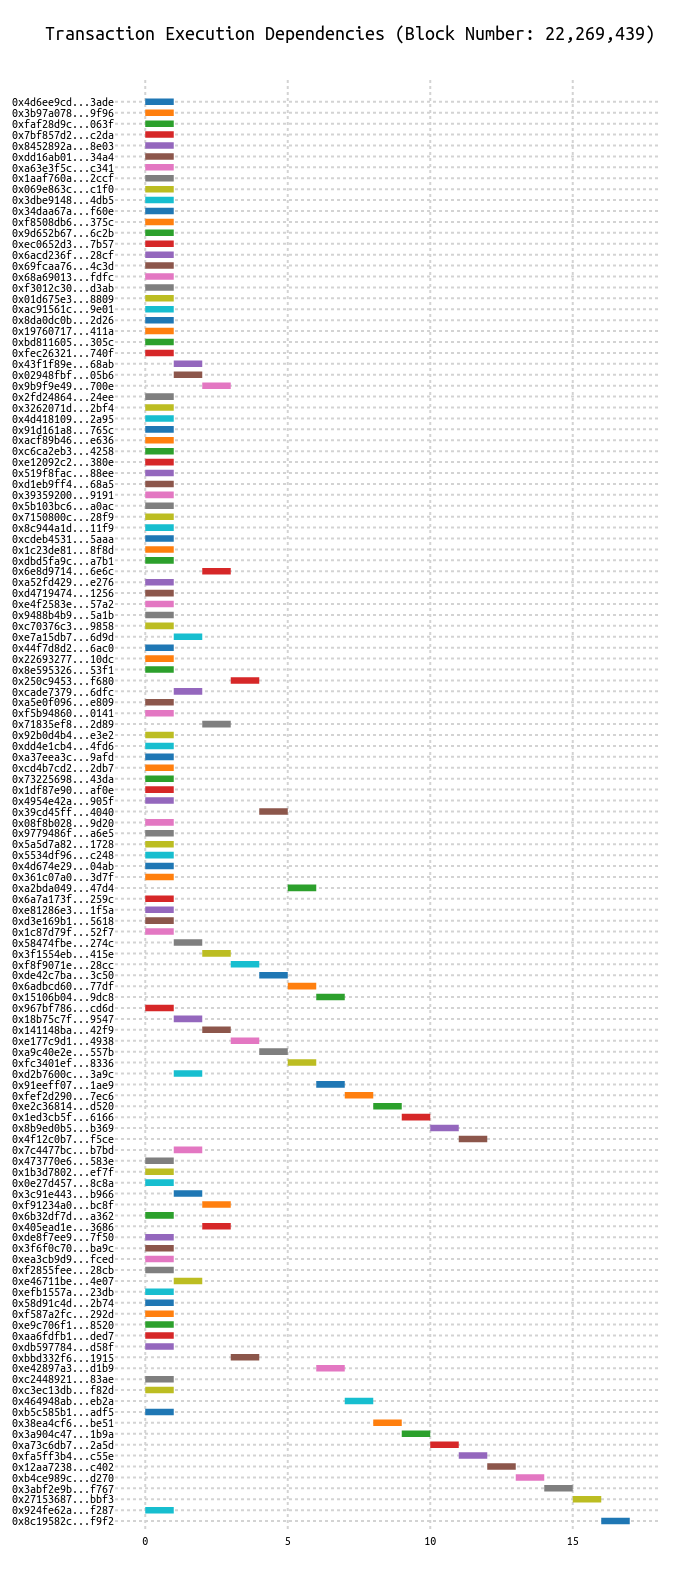 Transaction Execution Dependencies (Block Number: 22,269,439)
0x4d6ee9cd...3ade
0x3b97a078...9f96
0xfaf28d9c...063f
0x7bf857d2...c2da
0x8452892a...8e03
0xdd16ab01...34a4
0xa63e3f5c...c341
0x1aaf760a...2ccf
0x069e863c...c1f0
0x3dbe9148...4db5
0x34daa67a...f60e
0xf8508db6...375c
0x9d652b67...6c2b
0xec0652d3...7b57
0x6acd236f...28cf
0x69fcaa76...4c3d
0x68a69013...fdfc
0xf3012c30...d3ab
0x01d675e3...8809
0xac91561c...9e01
0x8da0dc0b...2d26
0x19760717...411a
0xbd811605...305c
0xfec26321...740f
0x43f1f89e...68ab
0x02948fbf...05b6
0x9b9f9e49...700e
0x2fd24864...24ee
0x3262071d...2bf4
0x4d418109...2a95
0x91d161a8...765c
0xacf89b46...e636
0xc6ca2eb3...4258
0xe12092c2...380e
0x519f8fac...88ee
0xd1eb9ff4...68a5
0x39359200...9191
0x5b103bc6...a0ac
0x7150800c...28f9
0x8c944a1d...11f9
0xcdeb4531...5aaa
0x1c23de81...8f8d
0xdbd5fa9c...a7b1
0x6e8d9714...6e6c
0xa52fd429...e276
0xd4719474...1256
0xe4f2583e...57a2
0x9488b4b9...5a1b
0xc70376c3...9858
0xe7a15db7...6d9d
0x44f7d8d2...6ac0
0x22693277...10dc
0x8e595326...53f1
0x250c9453...f680
0xcade7379...6dfc
0xa5e0f096...e809
0xf5b94860...0141
0x71835ef8...2d89
0x92b0d4b4...e3e2
0xdd4e1cb4...4fd6
0xa37eea3c...9afd
0xcd4b7cd2...2db7
0x73225698...43da
0x1df87e90...af0e
0x4954e42a...905f
0x39cd45ff...4040
0x08f8b028...9d20
0x9779486f...a6e5
0x5a5d7a82...1728
0x5534df96...c248
0x4d674e29...04ab
0x361c07a0...3d7f
0xa2bda049...47d4
0x6a7a173f...259c
0xe81286e3...1f5a
0xd3e169b1...5618
0x1c87d79f...52f7
0x58474fbe...274c
0x3f1554eb...415e
0xf8f9071e...28cc
0xde42c7ba...3c50
0x6adbcd60...77df
0x15106b04...9dc8
0x967bf786...cd6d
0x18b75c7f...9547
0x141148ba...42f9
0xe177c9d1...4938
0xa9c40e2e...557b
0xfc3401ef...8336
0xd2b7600c...3a9c
0x91eeff07...1ae9
0xfef2d290...7ec6
0xe2c36814...d520
0x1ed3cb5f...6166
0x8b9ed0b5...b369
0x4f12c0b7...f5ce
0x7c4477bc...b7bd
0x473770e6...583e
0x1b3d7802...ef7f
0x0e27d457...8c8a
0x3c91e443...b966
0xf91234a0...bc8f
0x6b32df7d...a362
0x405ead1e...3686
0xde8f7ee9...7f50
0x3f6f0c70...ba9c
0xea3cb9d9...fced
0xf2855fee...28cb
0xe46711be...4e07
0xefb1557a...23db
0x58d91c4d...2b74
0xf587a2fc...292d
0xe9c706f1...8520
0xaa6fdfb1...ded7
0xdb597784...d58f
0xbbd332f6...1915
0xe42897a3...d1b9
0xc2448921...83ae
0xc3ec13db...f82d
0x464948ab...eb2a
0xb5c585b1...adf5
0x38ea4cf6...be51
0x3a904c47...1b9a
0xa73c6db7...2a5d
0xfa5ff3b4...c55e
0x12aa7238...c402
0xb4ce989c...d270
0x3abf2e9b...f767
0x27153687...bbf3
0x924fe62a...f287
0x8c19582c...f9f2
0 5 10 15